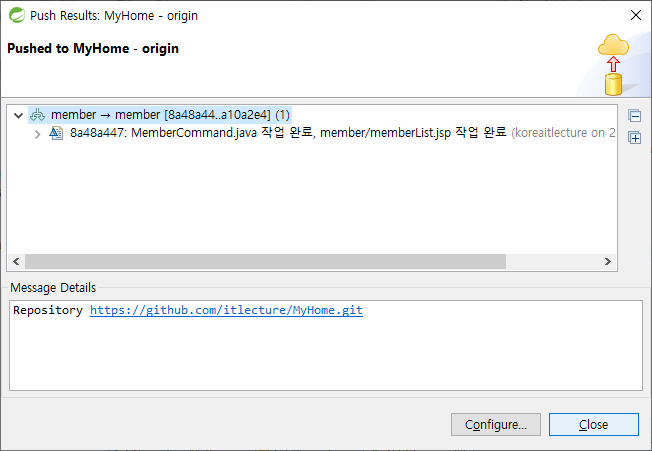 Push Results: MyHome - origin
Pushed to MyHome - origin
member → member [8a48a44..a10a2e4] (1)
8a48a447: MemberCommand.java 작업 완료, member/memberList.jsp 작업 완료 (koreaitlecture on 2
Message Details
Repository https://github.com/itlecture/MyHome.git
Configure...
Close